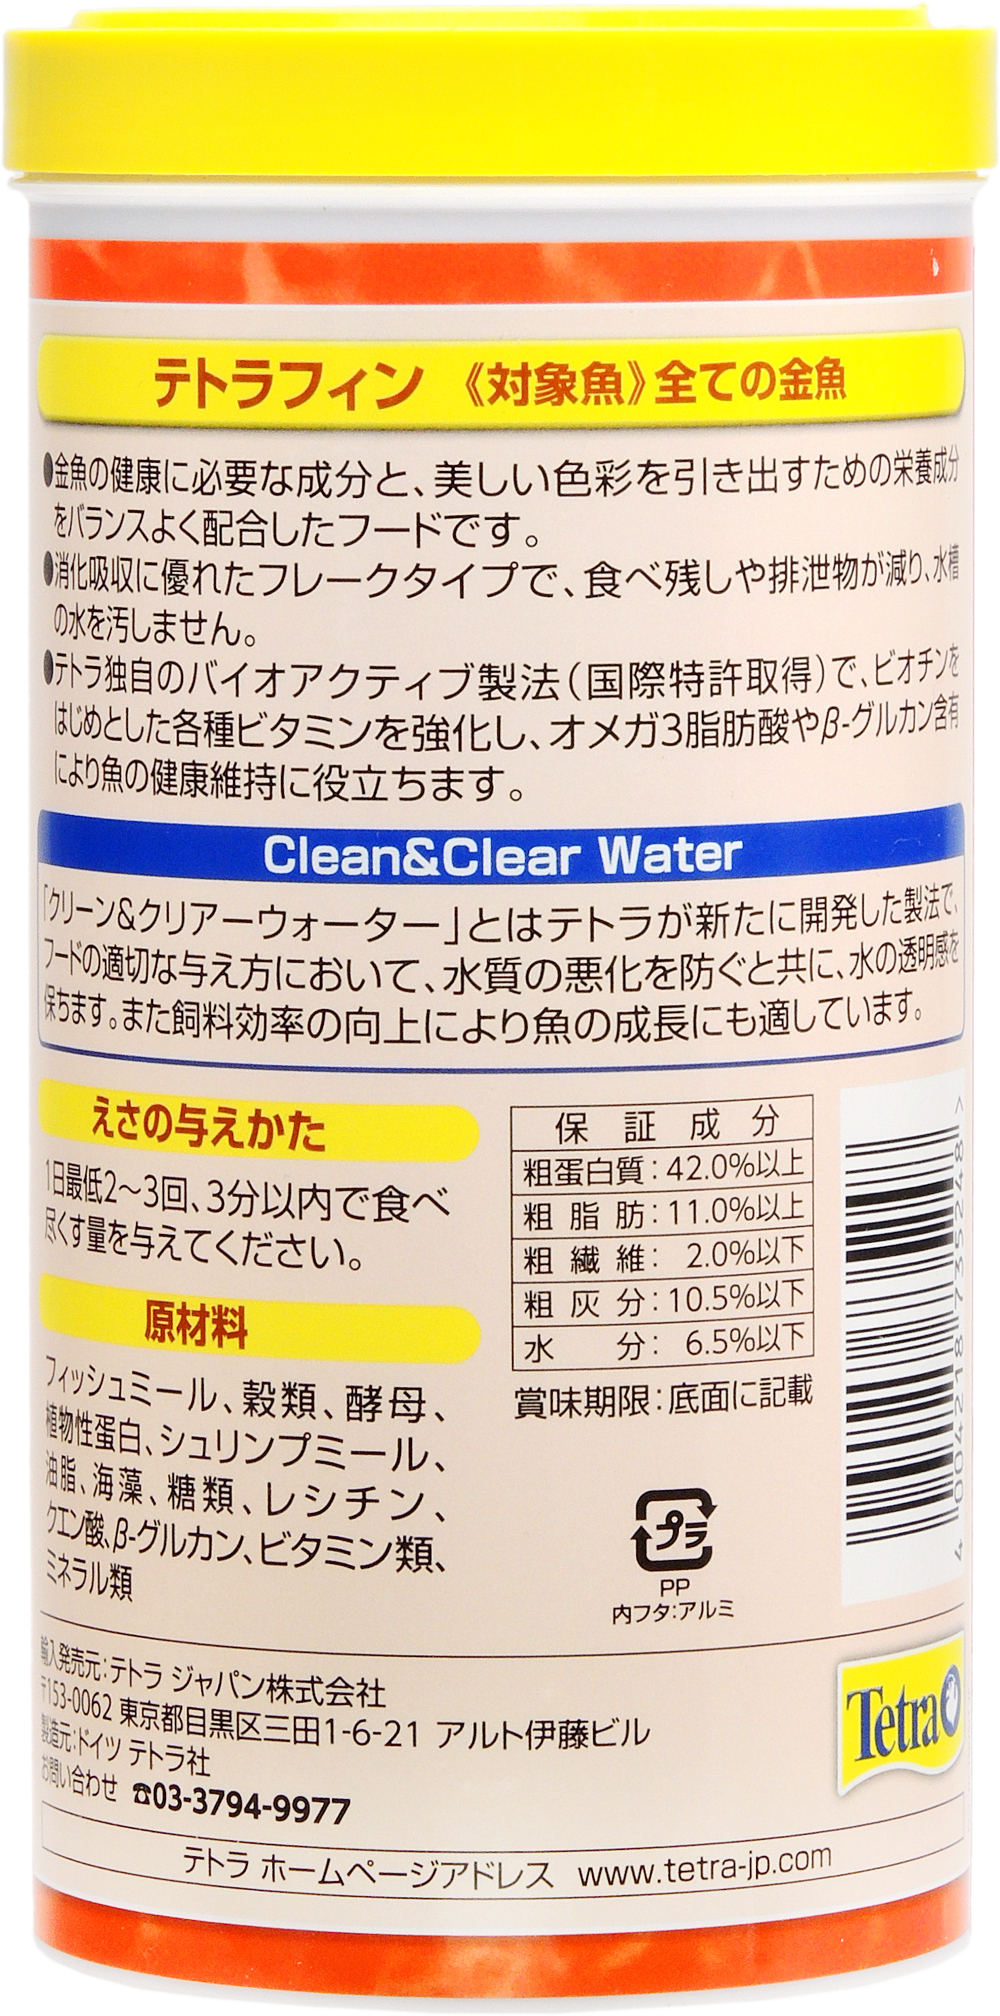 テトラフィン 《対象魚》全ての金魚
●金魚の健康に必要な成分と、美しい色彩を引き出すための栄養成分
をバランスよく配合したフードです。
●消化吸収に優れたフレークタイプで、食べ残しや排泄物が減り、水槽
の水を汚しません。
●テトラ独自のバイオアクティブ製法（国際特許取得）で、ビオチンを
はじめとした各種ビタミンを強化し、オメガ3脂肪酸やβ-グルカン含有
により魚の健康維持に役立ちます。
Clean&Clear Water
「クリーン&クリアーウォーター」とはテトラが新たに開発した製法で、
フードの適切な与え方において、水質の悪化を防ぐと共に、水の透明感を
保ちます。また飼料効率の向上により魚の成長にも適しています。
えさの与えかた
1日最低2〜3回、3分以内で食べ
尽くす量を与えてください。
原材料
フィッシュミール、穀類、酵母、
植物性蛋白、シュリンプミール、
油脂、海藻、糖類、レシチン、
クエン酸、β-グルカン、ビタミン類、
ミネラル類
保証成分
粗蛋白質：42.0%以上
粗脂肪：11.0%以上
粗繊維：2.0%以下
粗灰分：10.5%以下
水分：6.5%以下
賞味期限：底面に記載
プラ
PP
内フタ：アルミ
4 004218 735248 >
輸入発売元：テトラ ジャパン株式会社
〒153-0062 東京都目黒区三田1-6-21 アルト伊藤ビル
製造元：ドイツ テトラ社
お問い合わせ ☎03-3794-9977
Tetra
テトラ ホームページアドレス www.tetra-jp.com